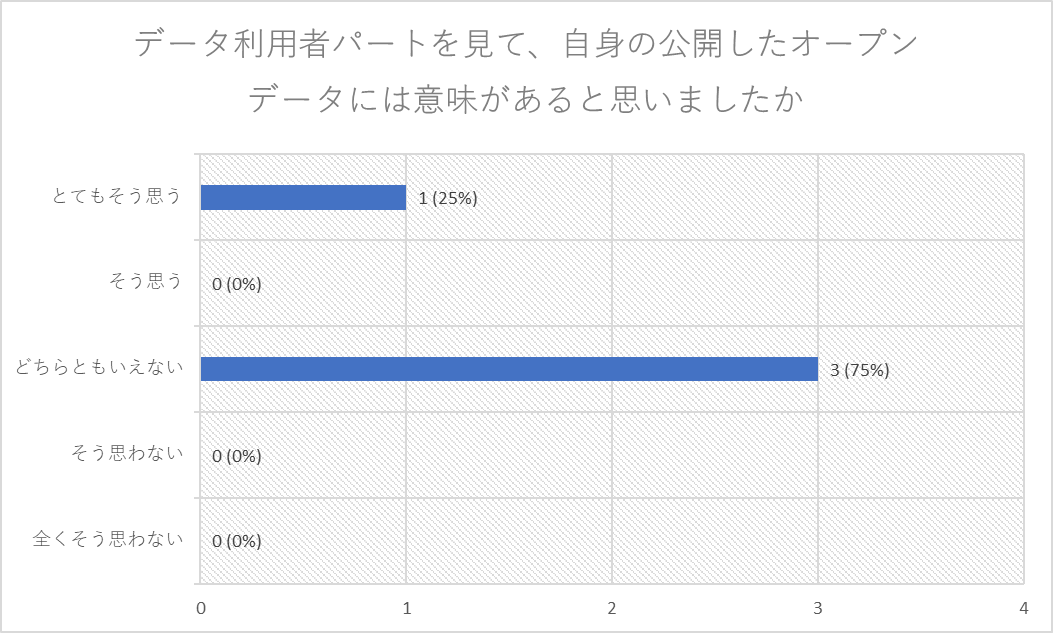 データ利用者パートを見て、自身の公開したオープン
データには意味があると思いましたか
とてもそう思う 1 (25%)
そう思う 0 (0%)
どちらともいえない 3 (75%)
そう思わない 0 (0%)
全くそう思わない 0 (0%)
0 1 2 3 4